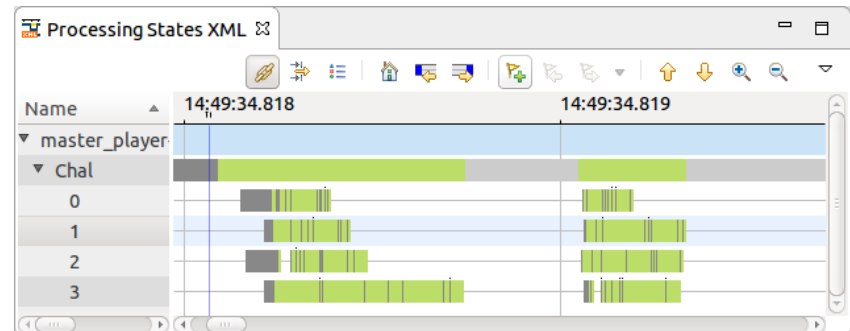 Processing States XML
Name
14:49:34.818
14:49:34.819
master_player-
Chal
0
1
2
3